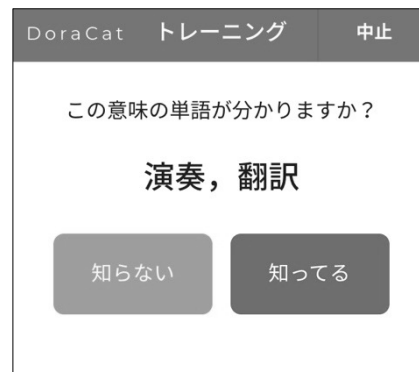 DoraCat トレーニング 中止
この意味の単語が分かりますか？
演奏，翻訳
知らない 知ってる